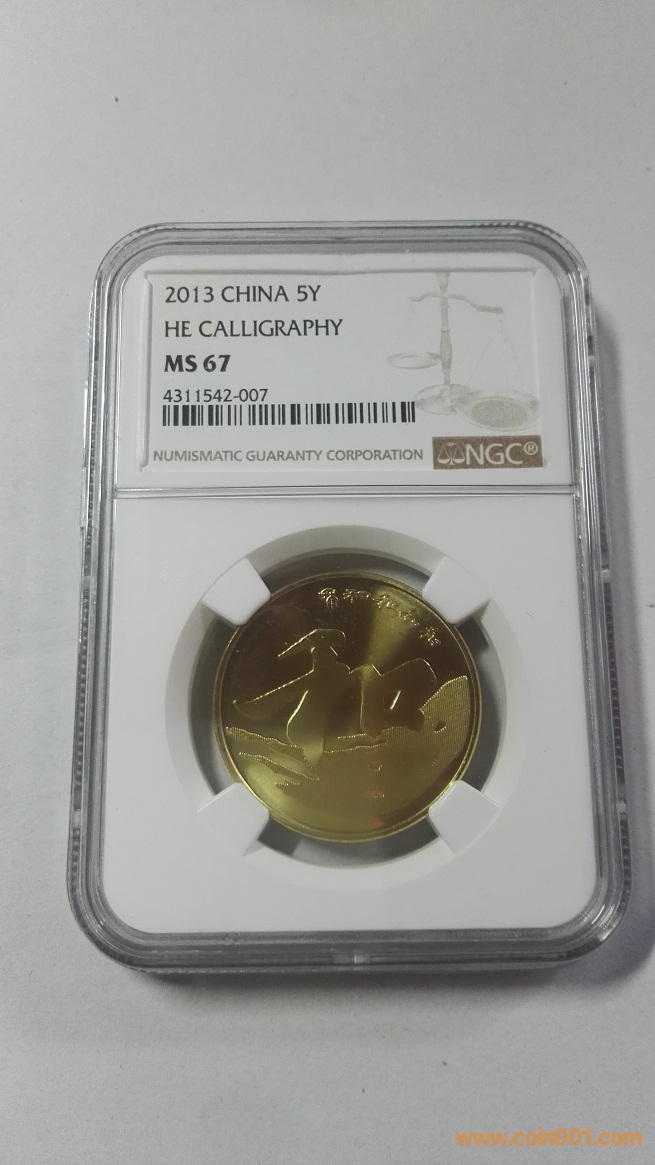 2013 CHINA 5Y
HE CALLIGRAPHY
MS 67
4311542-007
NUMISMATIC GUARANTY CORPORATION NGC®
和
www.coin001.com